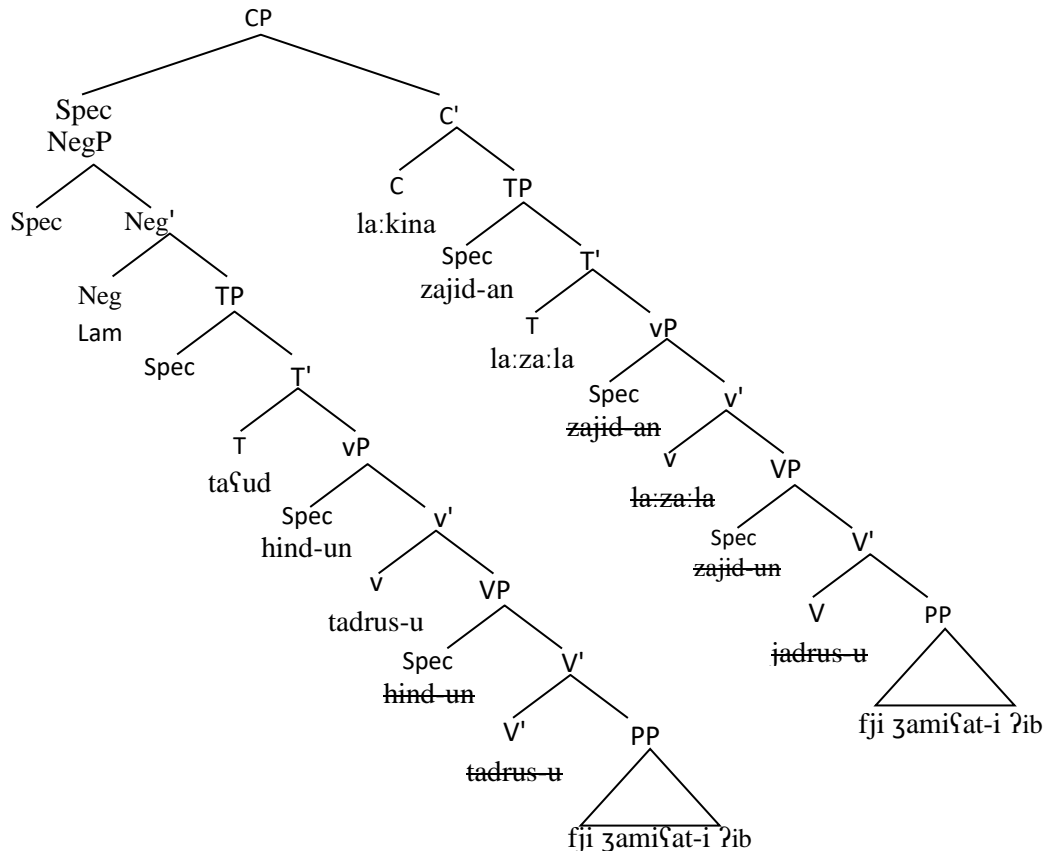 CP
Spec
C'
NegP
C
TP
Spec
Neg'
la:kina
Spec
T'
zajid-an
Neg
TP
T
vP
Lam
la:za:la
Spec
T'
Spec
v'
zajid-an
T
vP
v
VP
taʕud
la:za:la
Spec
v'
Spec
V'
hind-un
zajid-un
v
VP
V
PP
tadrus-u
jadrus-u
Spec
V'
hind-un
fji ʒamiʕat-i ʔib
V'
PP
tadrus-u
fji ʒamiʕat-i ʔib